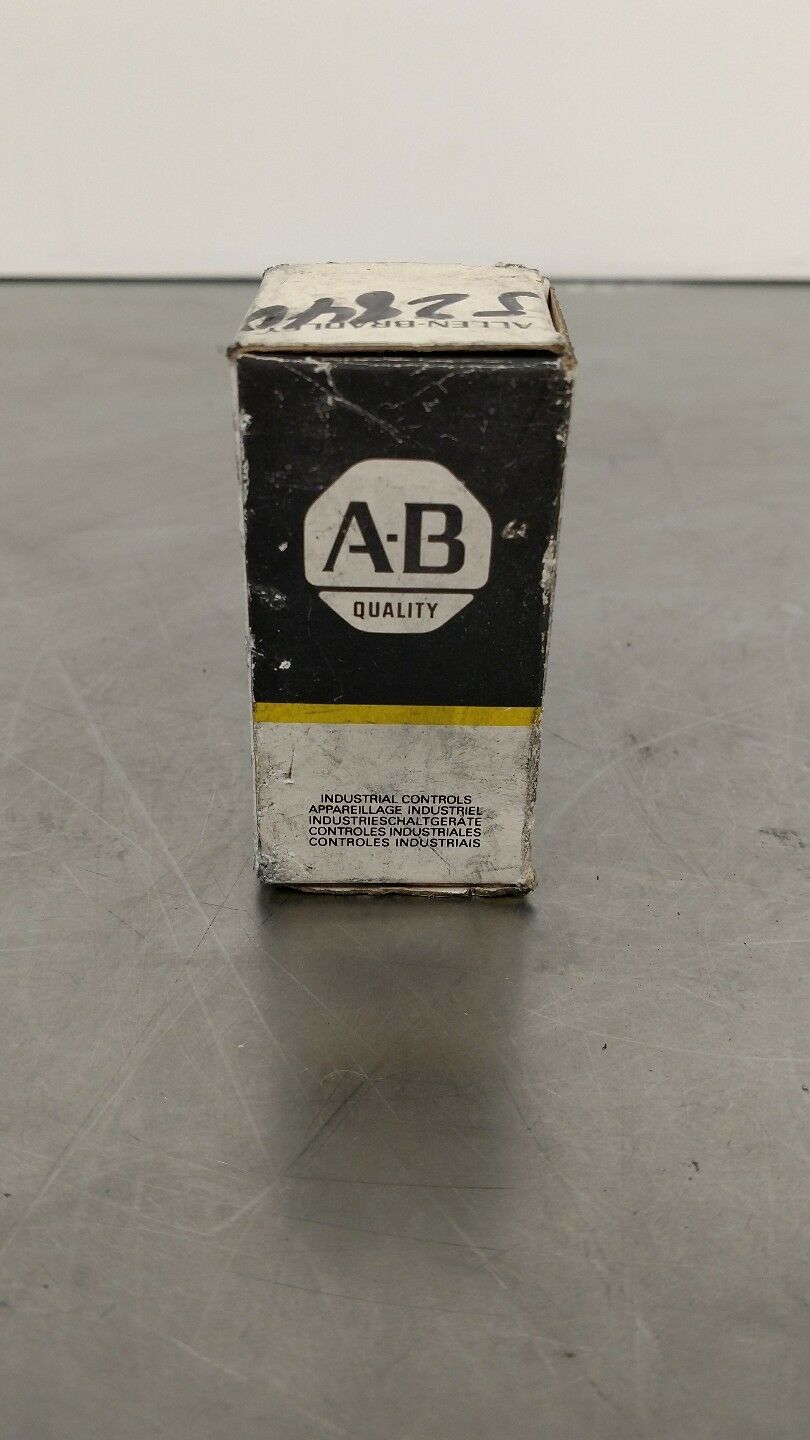 ALLEN-BRADLEY
A-B
QUALITY
INDUSTRIAL CONTROLS
APPAREILLAGE INDUSTRIEL
INDUSTRIESCHALTGERÄTE
CONTROLES INDUSTRIALES
CONTROLES INDUSTRIAIS